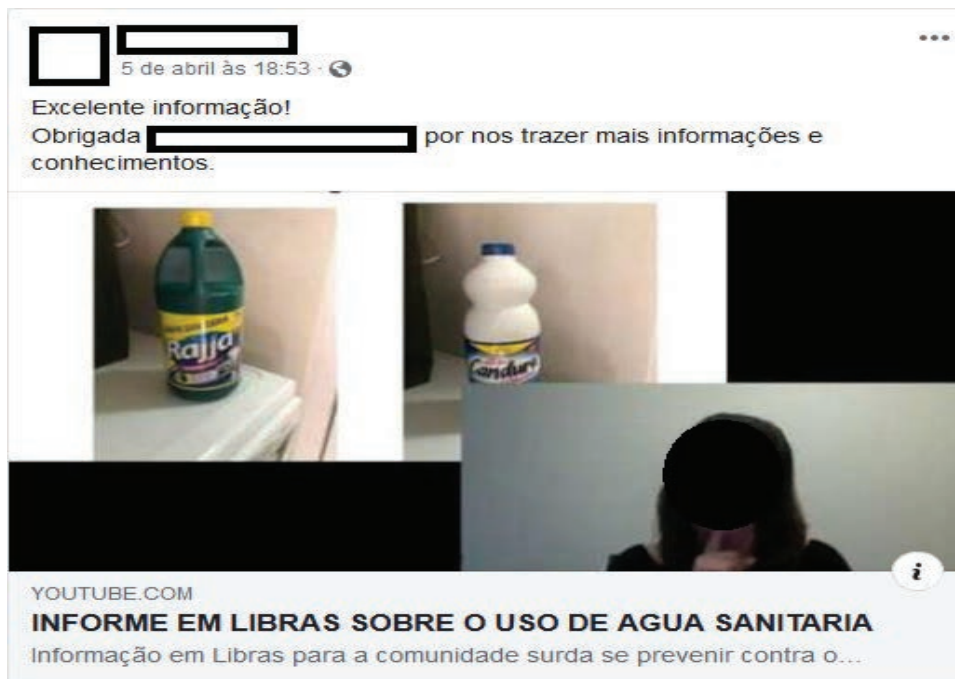 5 de abril às 18:53 ·
Excelente informação!
Obrigada por nos trazer mais informações e
conhecimentos.
Rajja
Candura
YOUTUBE.COM
INFORME EM LIBRAS SOBRE O USO DE AGUA SANITARIA
Informação em Libras para a comunidade surda se prevenir contra o...